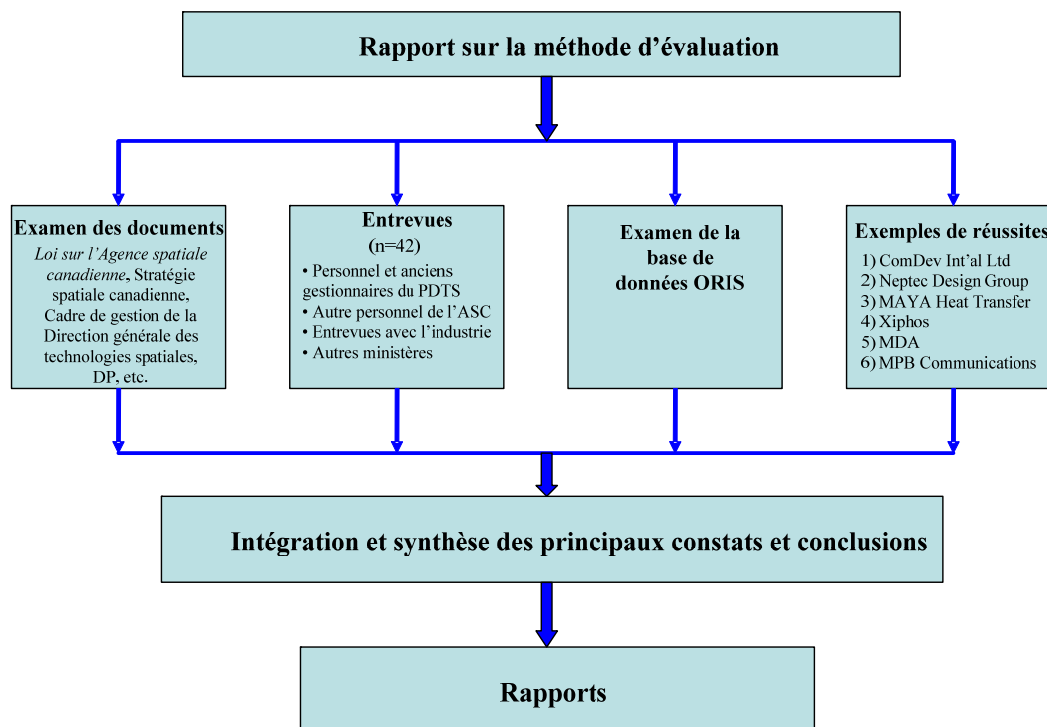 Rapport sur la méthode d'évaluation
Examen des documents
Loi sur l'Agence spatiale
canadienne, Stratégie
spatiale canadienne,
Cadre de gestion de la
Direction générale des
technologies spatiales,
DP, etc.
Entrevues
(n=42)
• Personnel et anciens
gestionnaires du PDTS
• Autre personnel de l'ASC
• Entrevues avec l'industrie
• Autres ministères
Examen de la
base de
données ORIS
Exemples de réussites
1) ComDev Int'al Ltd
2) Neptec Design Group
3) MAYA Heat Transfer
4) Xiphos
5) MDA
6) MPB Communications
Intégration et synthèse des principaux constats et conclusions
Rapports